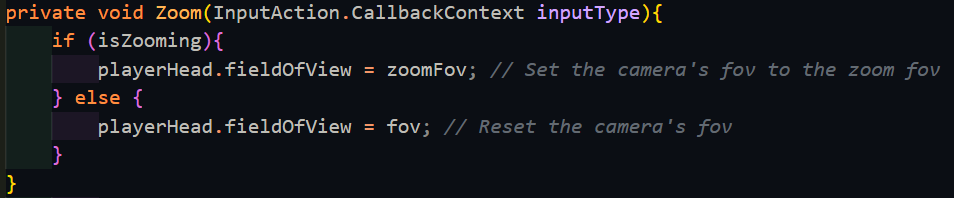 private void Zoom(InputAction.CallbackContext inputType){
    if (isZooming){
        playerHead.fieldOfView = zoomFov; // Set the camera's fov to the zoom fov
    } else {
        playerHead.fieldOfView = fov; // Reset the camera's fov
    }
}